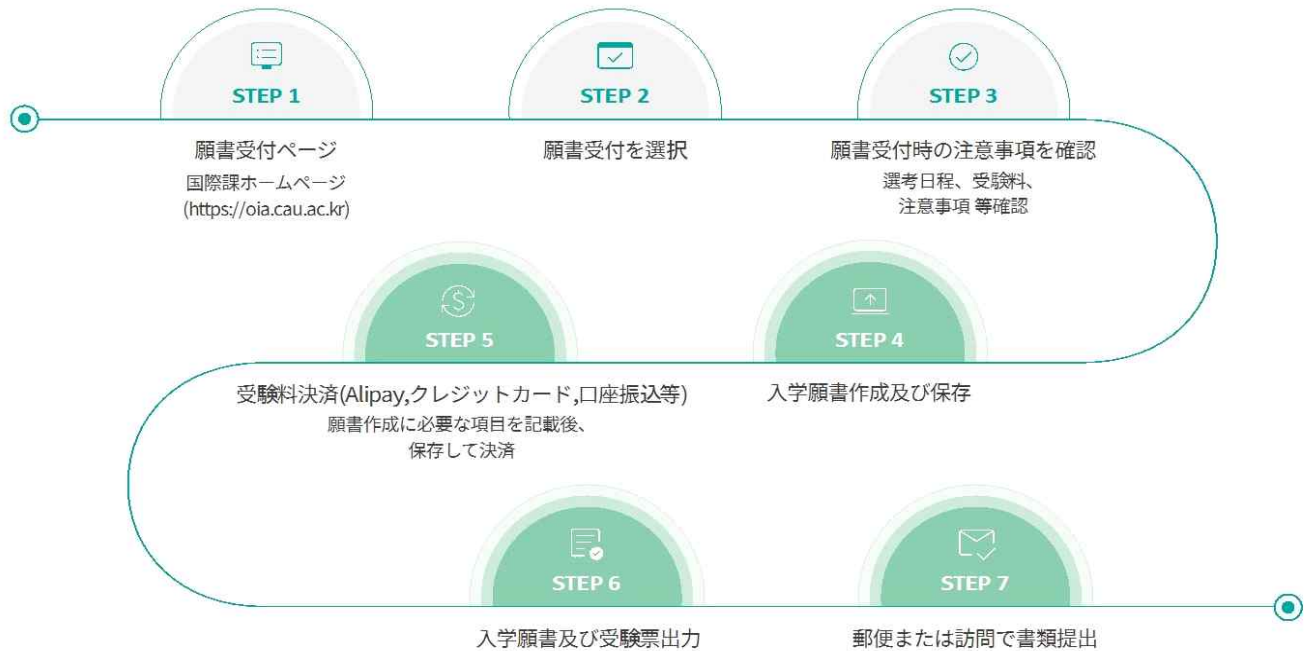 STEP 1
願書受付ページ
国際課ホームページ
(https://oia.cau.ac.kr)
STEP 2
願書受付を選択
STEP 3
願書受付時の注意事項を確認
選考日程、受験料、
注意事項 等確認
STEP 4
入学願書作成及び保存
STEP 5
受験料決済(Alipay,クレジットカード,口座振込等)
願書作成に必要な項目を記載後、
保存して決済
STEP 6
入学願書及び受験票出力
STEP 7
郵便または訪問で書類提出